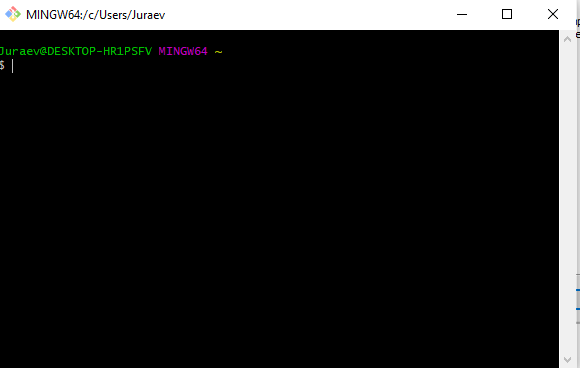 MINGW64:/c/Users/Juraev
Juraev@DESKTOP-HR1PSFV MINGW64 ~
$